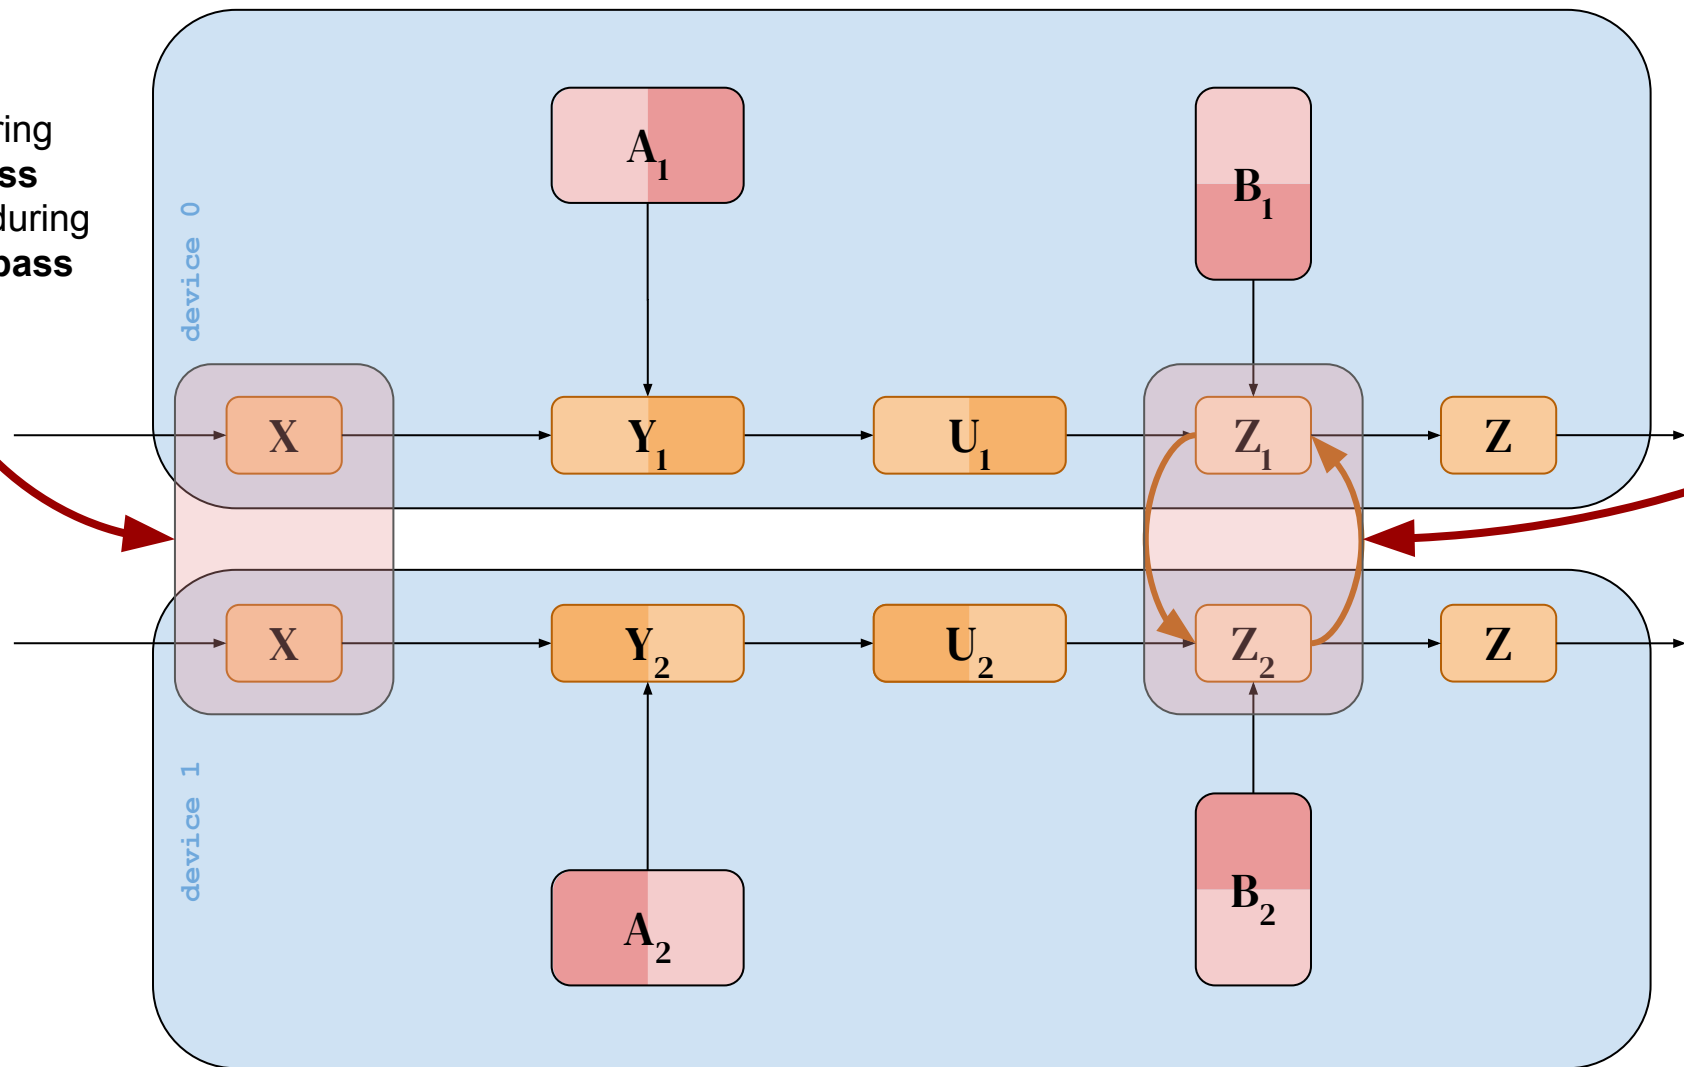 ring
ss
during
pass
device 0
A1
B1
X
Y1
U1
Z1
Z
X
Y2
U2
Z2
Z
device 1
A2
B2